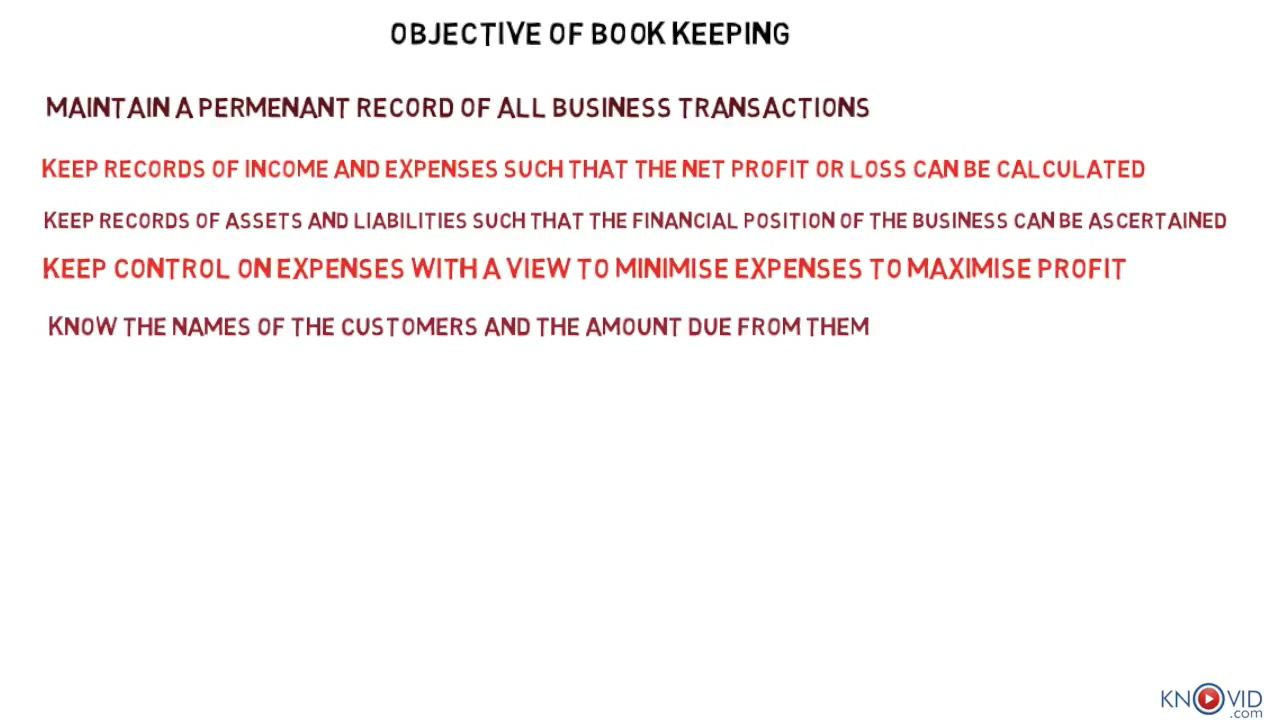 OBJECTIVE OF BOOK KEEPING
MAINTAIN A PERMENANT RECORD OF ALL BUSINESS TRANSACTIONS
KEEP RECORDS OF INCOME AND EXPENSES SUCH THAT THE NET PROFIT OR LOSS CAN BE CALCULATED
KEEP RECORDS OF ASSETS AND LIABILITIES SUCH THAT THE FINANCIAL POSITION OF THE BUSINESS CAN BE ASCERTAINED
KEEP CONTROL ON EXPENSES WITH A VIEW TO MINIMISE EXPENSES TO MAXIMISE PROFIT
KNOW THE NAMES OF THE CUSTOMERS AND THE AMOUNT DUE FROM THEM
KNOVID
.com